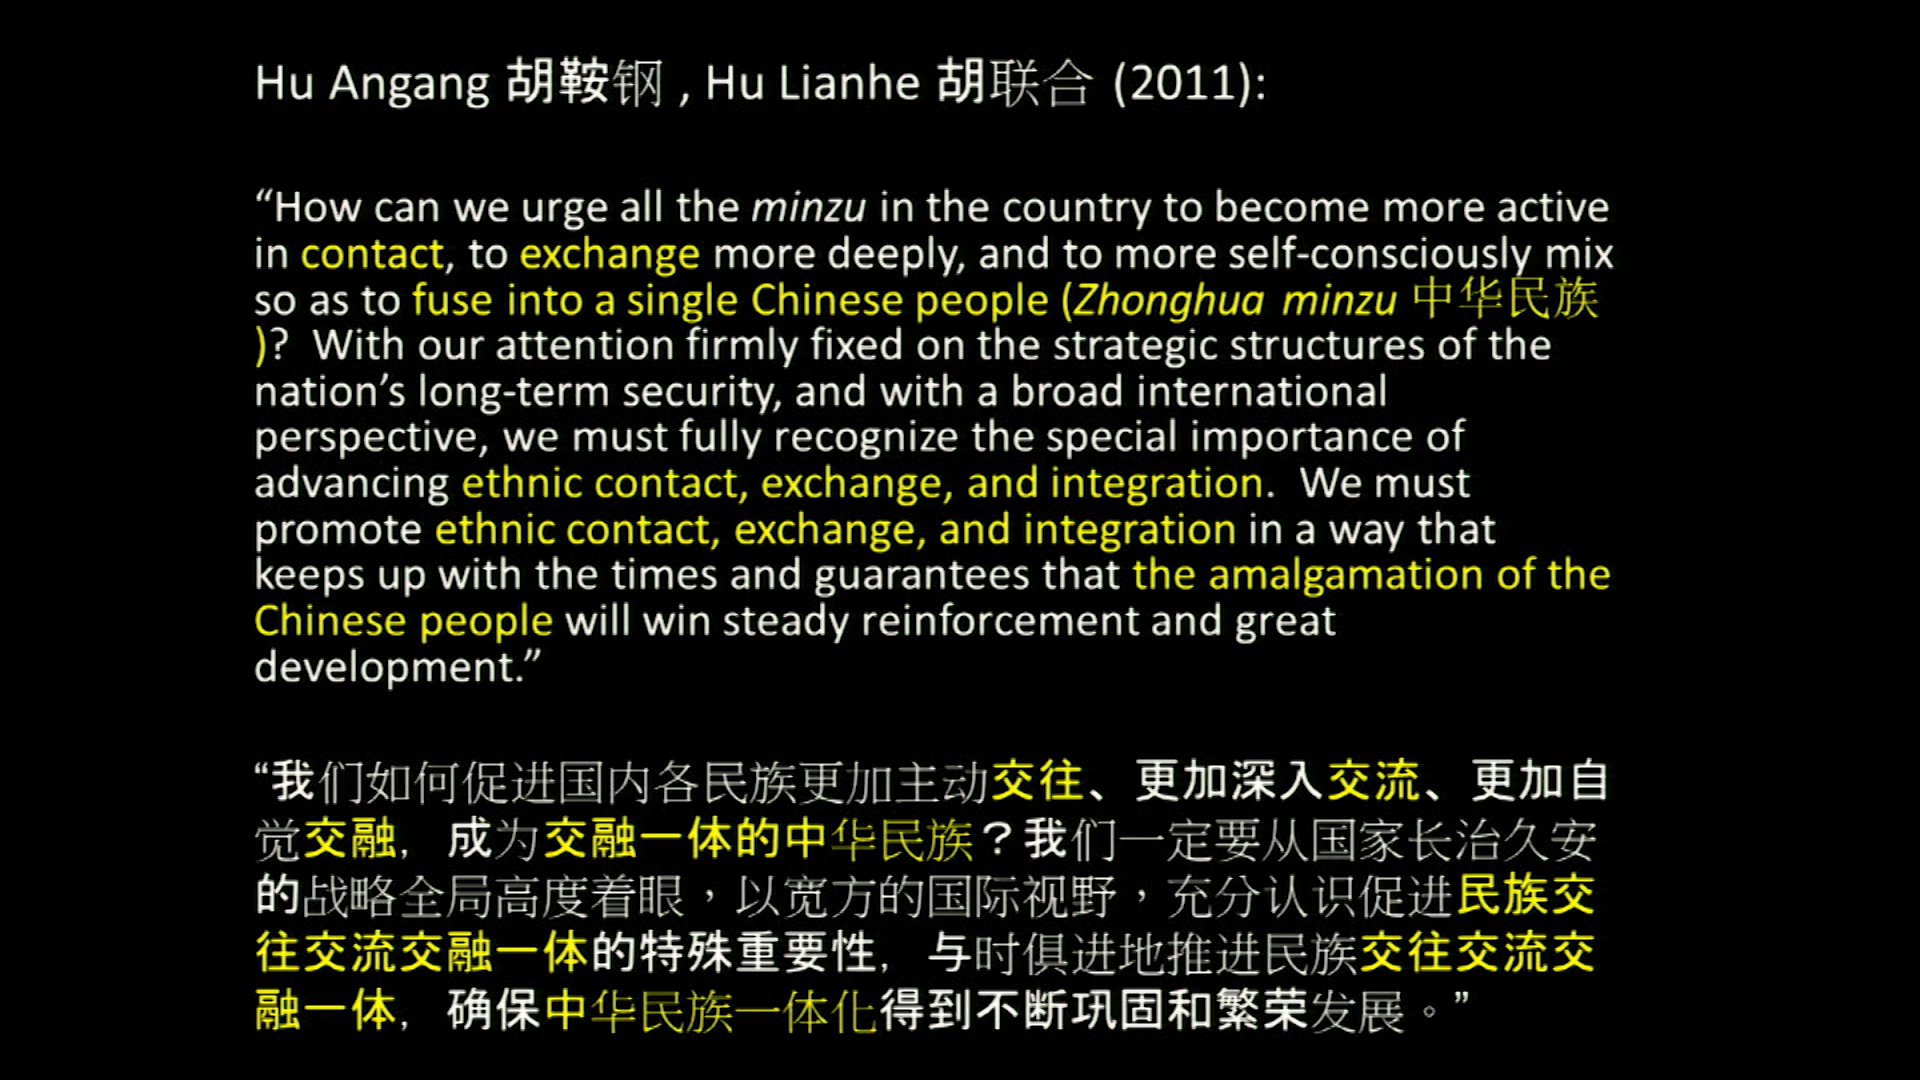 Hu Angang 胡鞍钢 , Hu Lianhe 胡联合 (2011):
“How can we urge all the minzu in the country to become more active
in contact, to exchange more deeply, and to more self-consciously mix
so as to fuse into a single Chinese people (Zhonghua minzu 中华民族
)?  With our attention firmly fixed on the strategic structures of the
nation’s long-term security, and with a broad international
perspective, we must fully recognize the special importance of
advancing ethnic contact, exchange, and integration.  We must
promote ethnic contact, exchange, and integration in a way that
keeps up with the times and guarantees that the amalgamation of the
Chinese people will win steady reinforcement and great
development.”
“我们如何促进国内各民族更加主动交往、更加深入交流、更加自
觉交融，成为交融一体的中华民族？我们一定要从国家长治久安
的战略全局高度着眼，以宽方的国际视野，充分认识促进民族交
往交流交融一体的特殊重要性，与时俱进地推进民族交往交流交
融一体，确保中华民族一体化得到不断巩固和繁荣发展。”